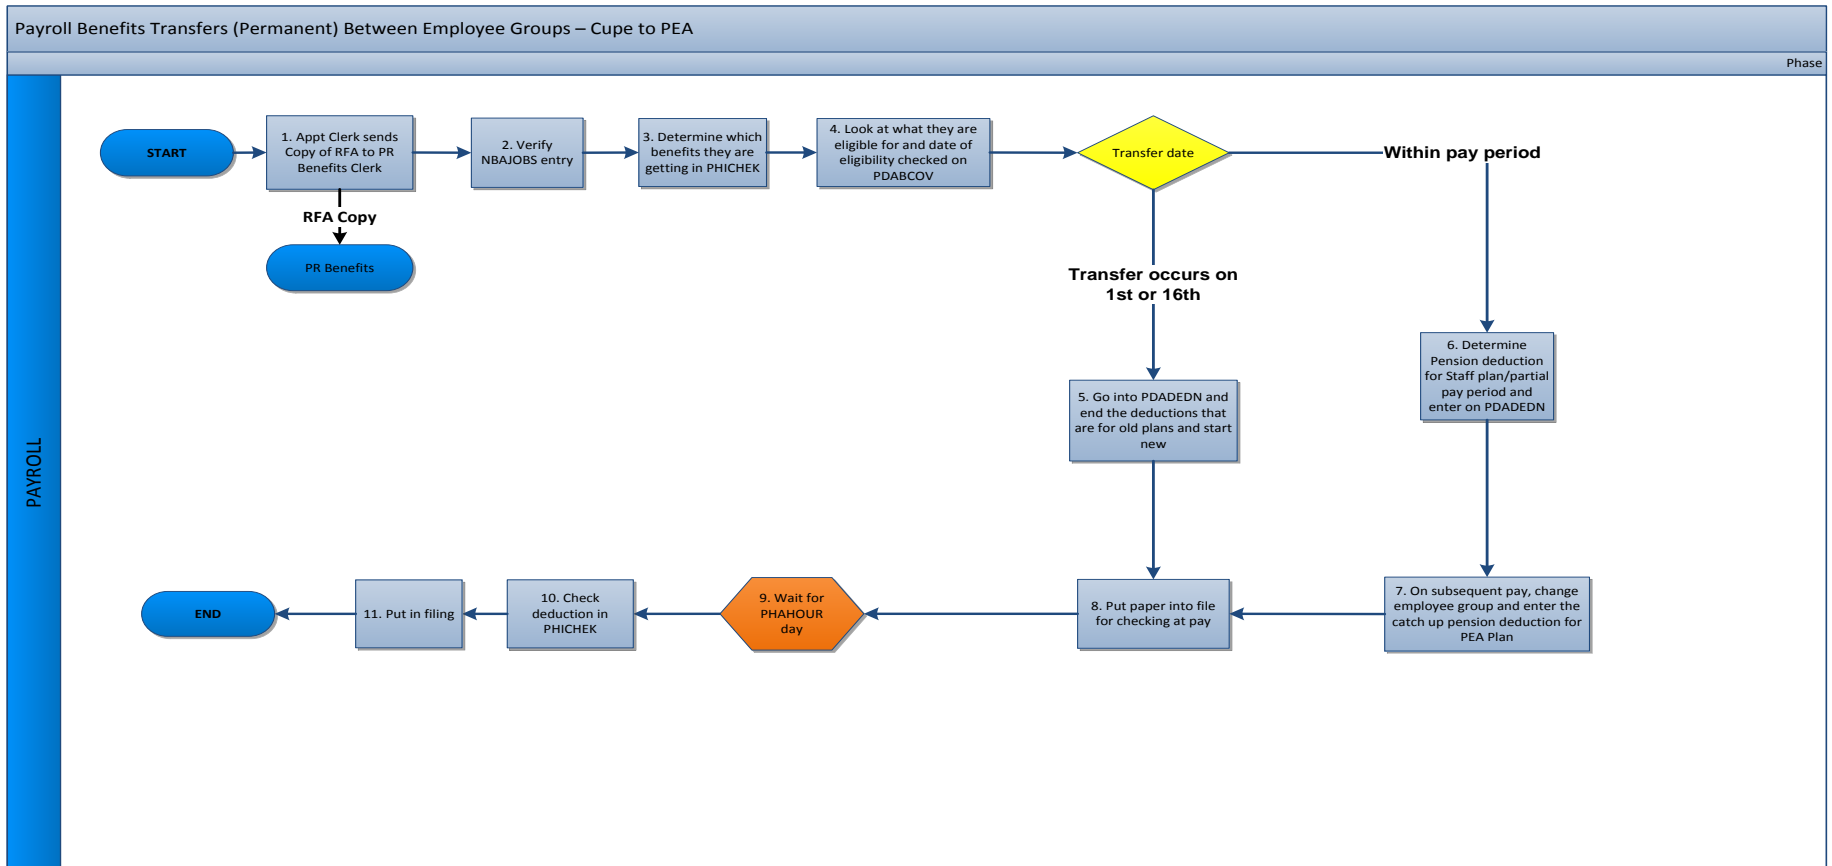 Payroll Benefits Transfers (Permanent) Between Employee Groups – Cupe to PEA
Phase
PAYROLL
START
1. Appt Clerk sends
Copy of RFA to PR
Benefits Clerk
RFA Copy
PR Benefits
2. Verify
NBAJOBS entry
3. Determine which
benefits they are
getting in PHICHEK
4. Look at what they are
eligible for and date of
eligibility checked on
PDABCOV
Transfer date
Within pay period
Transfer occurs on
1st or 16th
5. Go into PDADEDN and
end the deductions that
are for old plans and start
new
6. Determine
Pension deduction
for Staff plan/partial
pay period and
enter on PDADEDN
7. On subsequent pay, change
employee group and enter the
catch up pension deduction for
PEA Plan
8. Put paper into file
for checking at pay
9. Wait for
PHAHOUR
day
10. Check
deduction in
PHICHEK
11. Put in filing
END